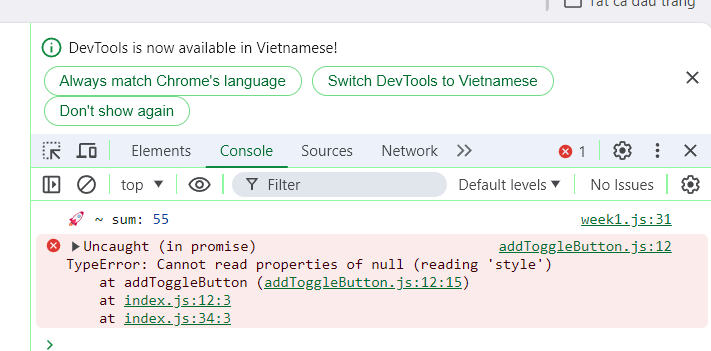 Tất cả dấu trang
DevTools is now available in Vietnamese!
Always match Chrome's language
Switch DevTools to Vietnamese
Don't show again
Elements Console Sources Network 1
top Filter Default levels No Issues
🚀 ~ sum: 55 week1.js:31
Uncaught (in promise) addToggleButton.js:12
TypeError: Cannot read properties of null (reading 'style')
at addToggleButton (addToggleButton.js:12:15)
at index.js:12:3
at index.js:34:3